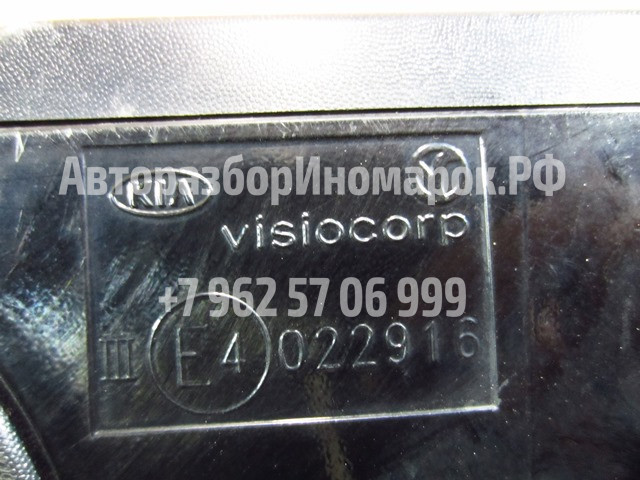 АвторазборИномарок.РФ
KIA
visiocorp
+7 962 57 06 999
III E4 022916